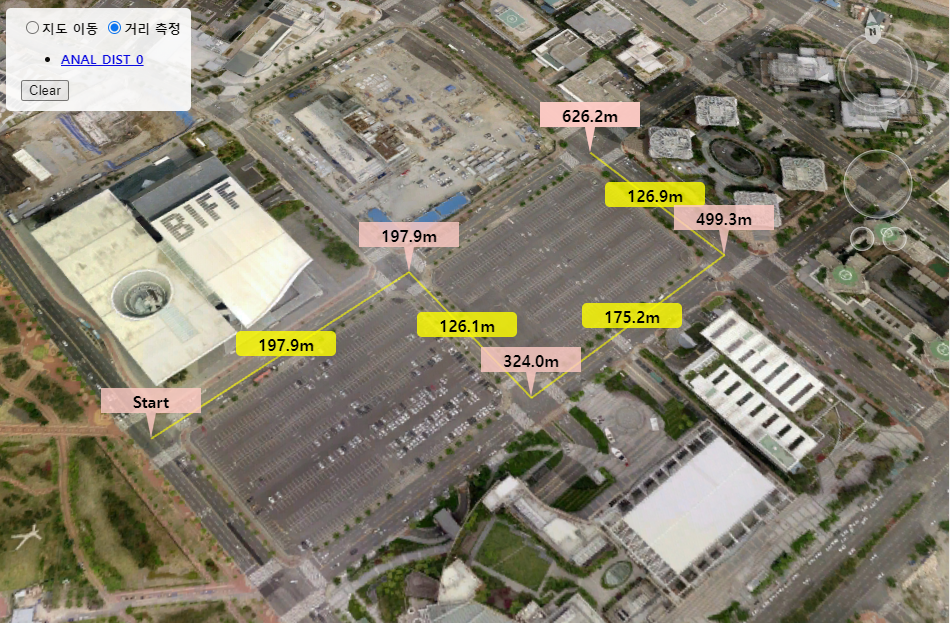 지도 이동 거리 측정
ANAL_DIST_0
Clear
N
626.2m
126.9m
499.3m
BIFF
197.9m
175.2m
126.1m
197.9m
324.0m
Start